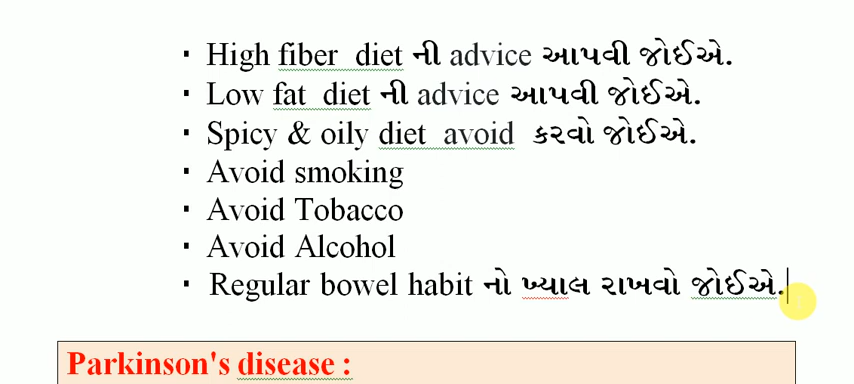 ▪ High fiber diet ની advice આપવી જોઈએ.
▪ Low fat diet ની advice આપવી જોઈએ.
▪ Spicy & oily diet avoid કરવો જોઈએ.
▪ Avoid smoking
▪ Avoid Tobacco
▪ Avoid Alcohol
▪ Regular bowel habit નો ખ્યાલ રાખવો જોઈએ.
Parkinson's disease :